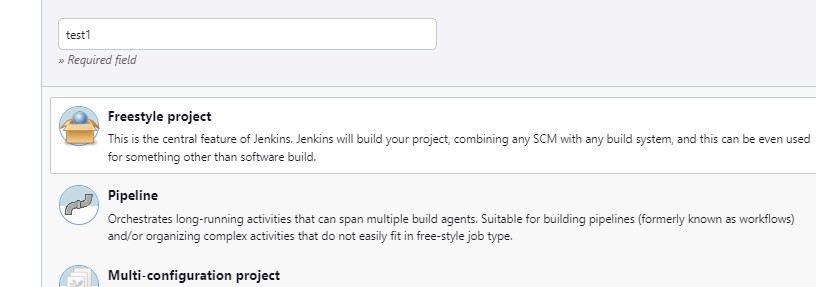 test1
» Required field
Freestyle project
This is the central feature of Jenkins. Jenkins will build your project, combining any SCM with any build system, and this can be even used
for something other than software build.
Pipeline
Orchestrates long-running activities that can span multiple build agents. Suitable for building pipelines (formerly known as workflows)
and/or organizing complex activities that do not easily fit in free-style job type.
Multi-configuration project